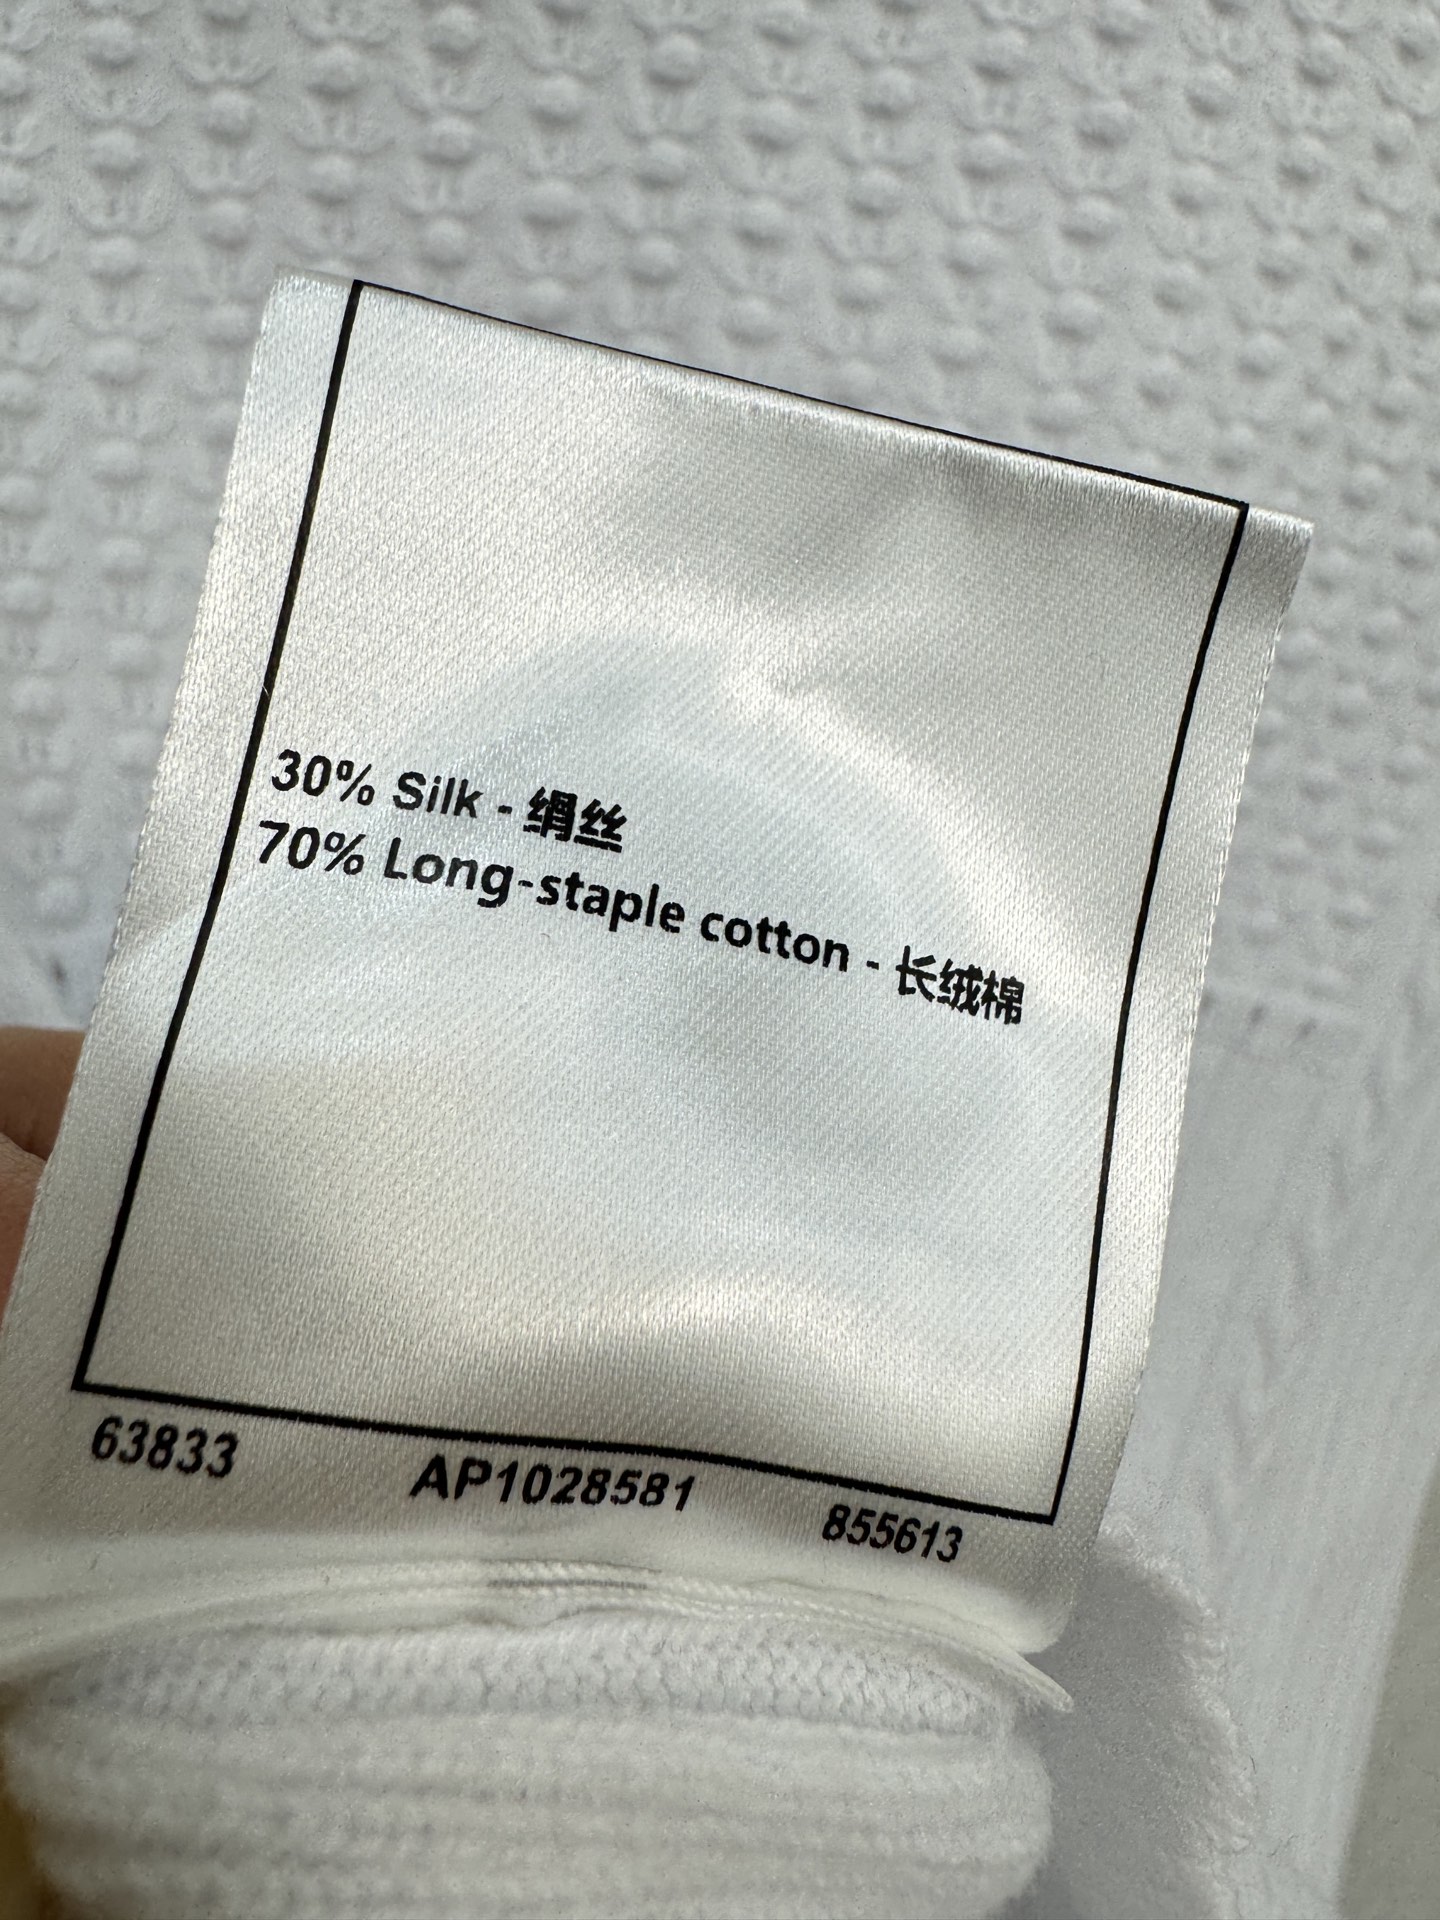 30% Silk - 绢丝
70% Long-staple cotton - 长绒棉
63833 AP1028581 855613